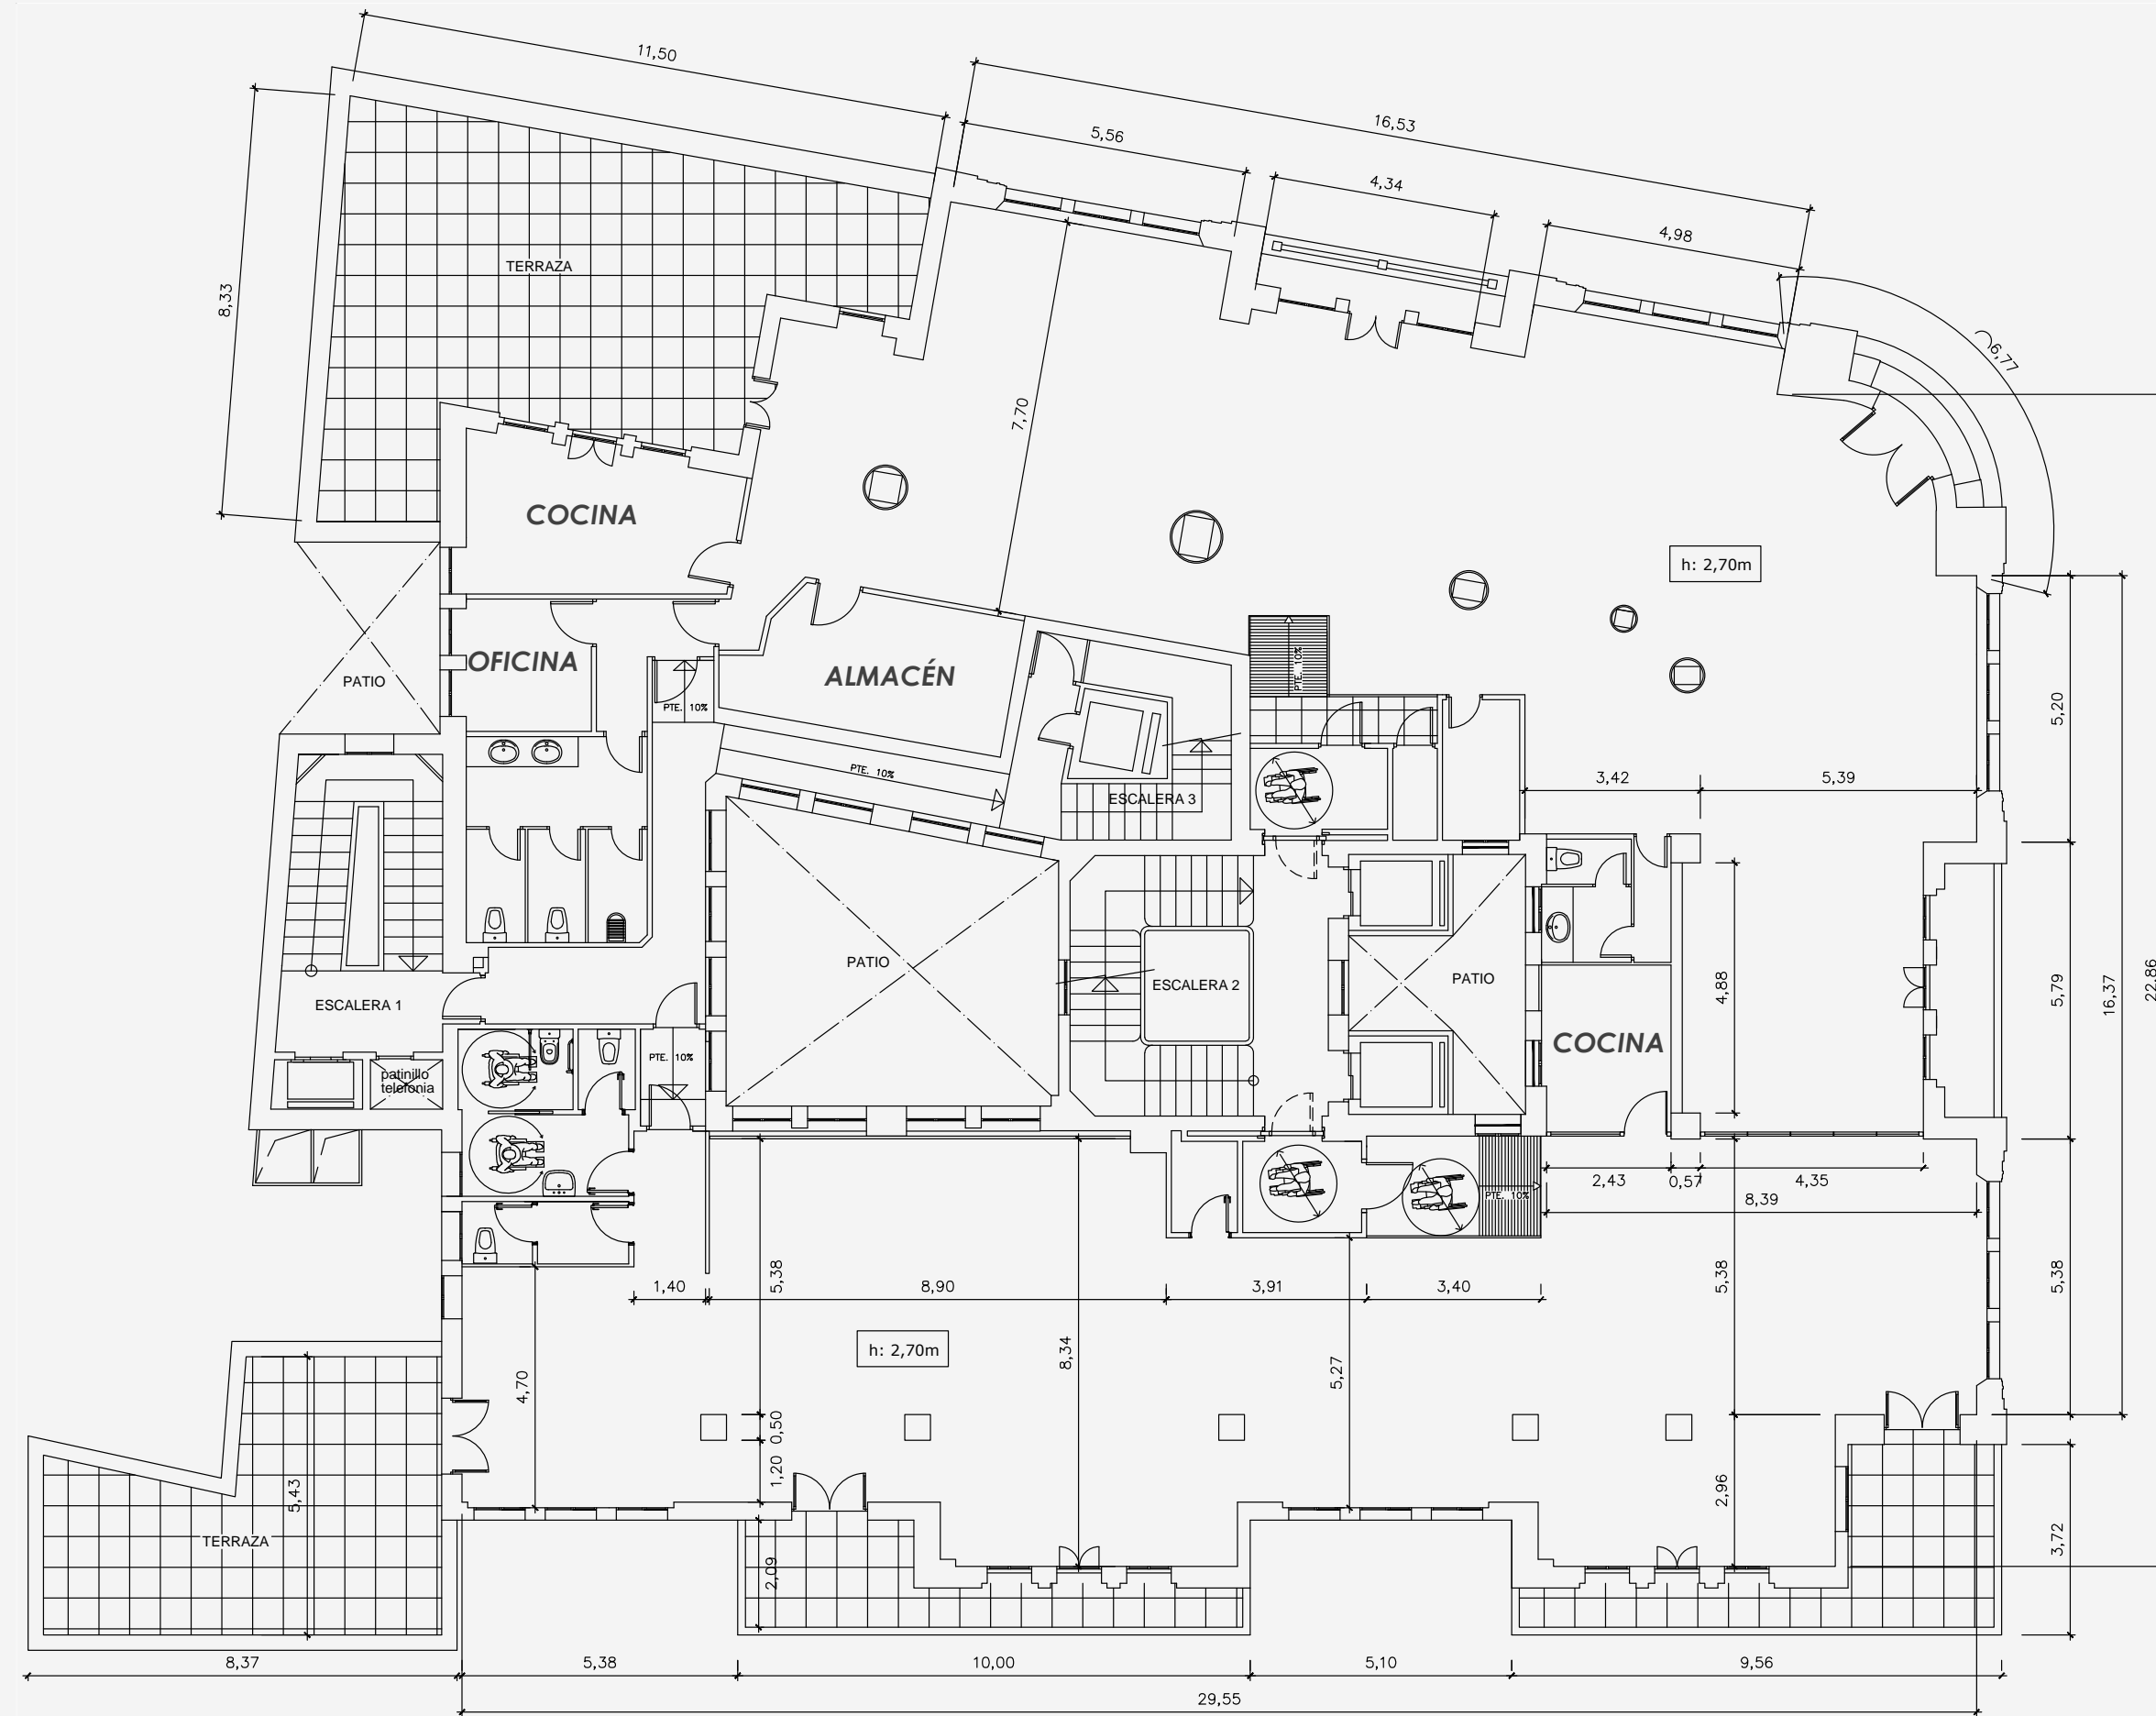 11,50
16,53
5,56
4,34
4,98
8,33
TERRAZA
6,77
7,70
COCINA
h: 2,70m
OFICINA
ALMACÉN
PATIO
PTE. 10%
PTE. 10%
5,20
PTE. 10%
3,42
5,39
ESCALERA 3
PATIO
ESCALERA 2
PATIO
4,88
5,79
16,37
22,86
ESCALERA 1
COCINA
PTE. 10%
patinillo
telefonia
2,43
0,57
4,35
PTE. 10%
8,39
1,40
5,38
8,90
3,91
3,40
5,38
5,38
h: 2,70m
8,34
5,27
4,70
0,50
1,20
5,43
2,96
TERRAZA
2,09
3,72
8,37
5,38
10,00
5,10
9,56
29,55